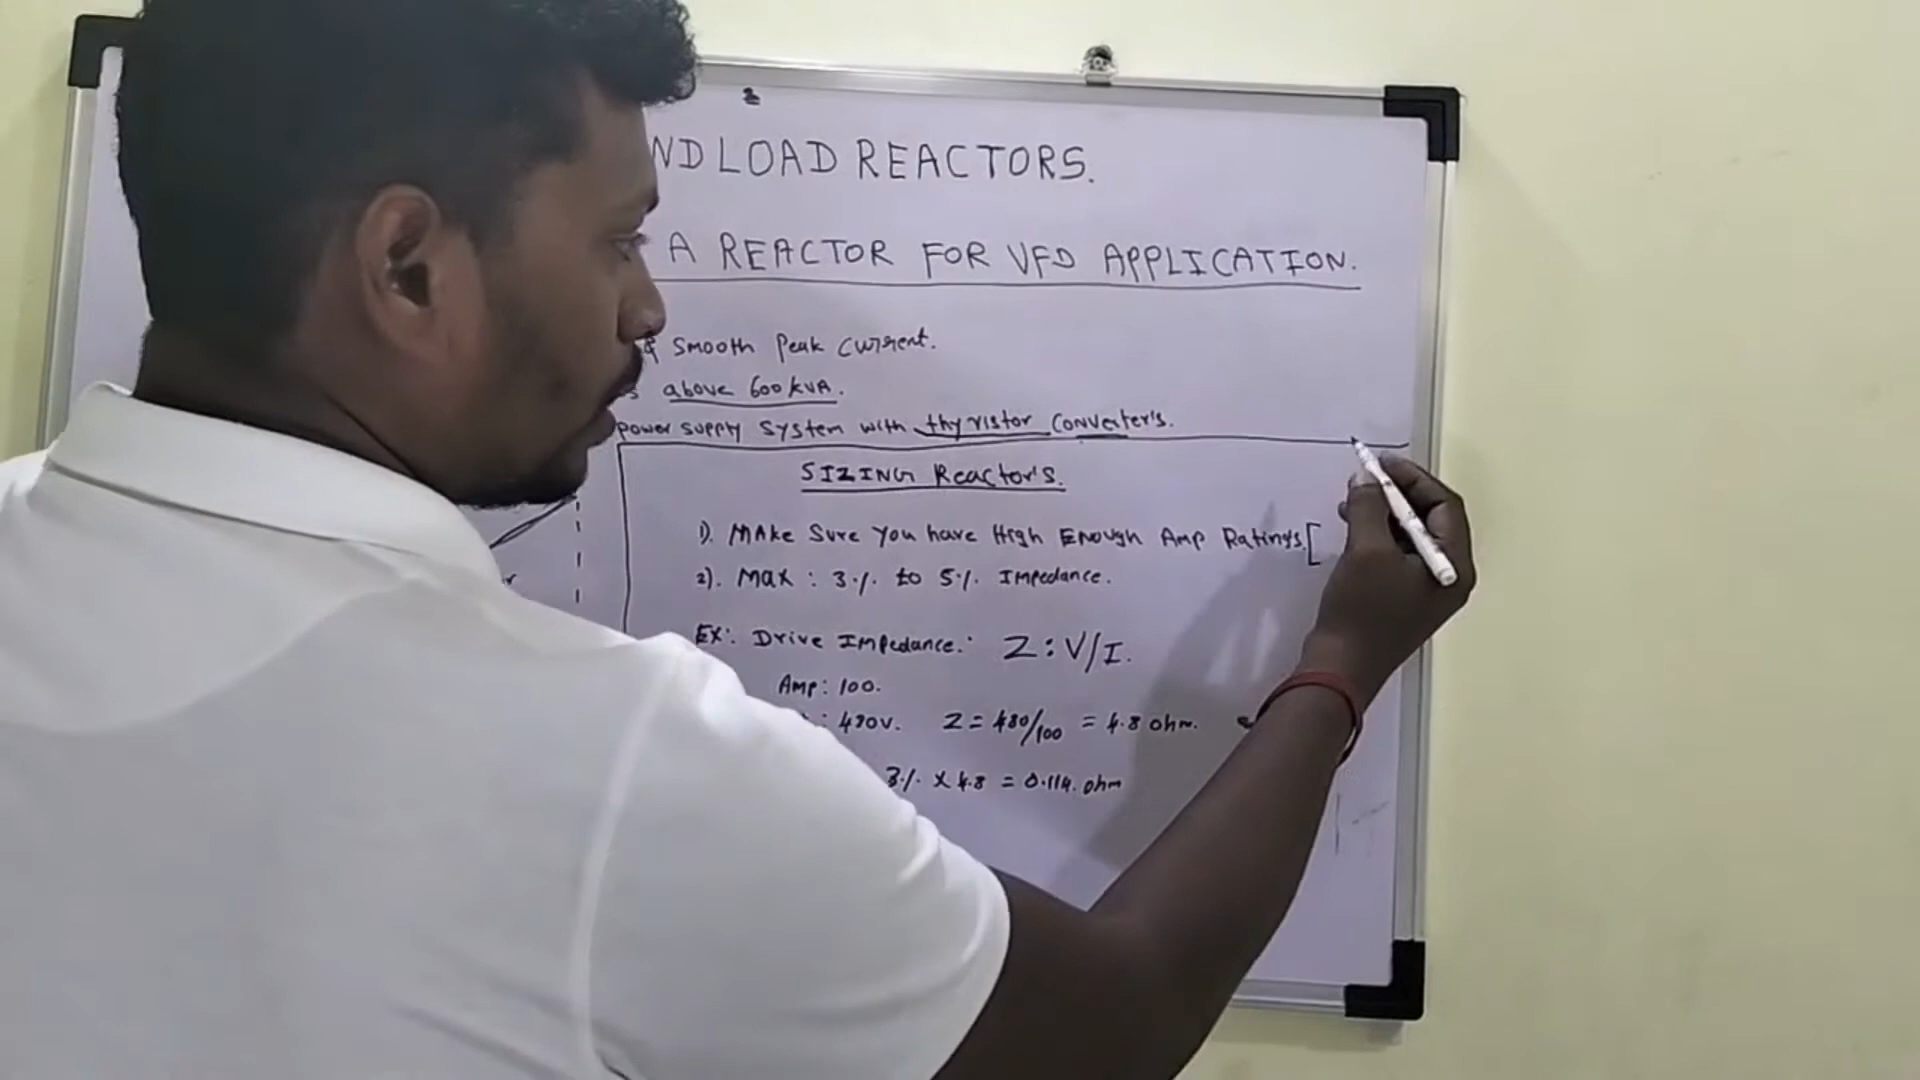 ND LOAD REACTORS.
A REACTOR FOR VFD APPLICATION.
& Smooth Peak Current.
above 600 kVA.
power supply system with thyristor converter's.
SIZING Reactor's.
1). Make Sure You have High Enough Amp Ratings. [
2). Max : 3 % to 5 % Impedance.
Ex: Drive Impedance: Z : V/I.
Amp : 100.
: 480V. Z = 480/100 = 4.8 ohm.
3% x 4.8 = 0.114. ohm